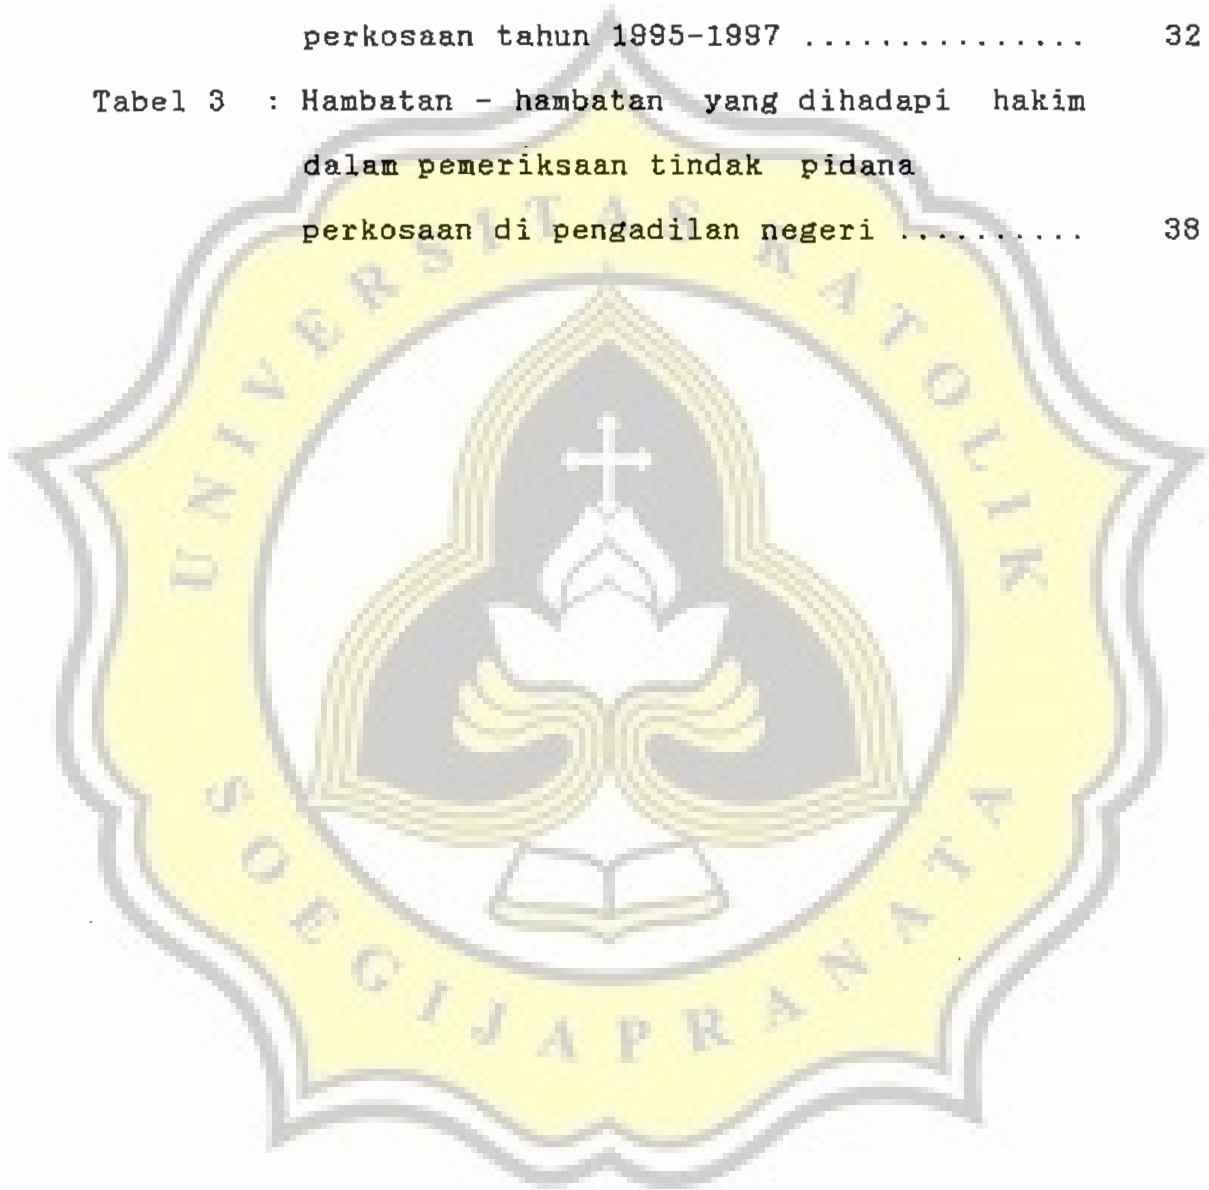 perkosaan tahun 1995-1997 ............... 32
Tabel 3 : Hambatan - hambatan yang dihadapi hakim
dalam pemeriksaan tindak pidana
perkosaan di pengadilan negeri .......... 38
UNIVERSITAS KATOLIK
SOEGIJAPRANATA